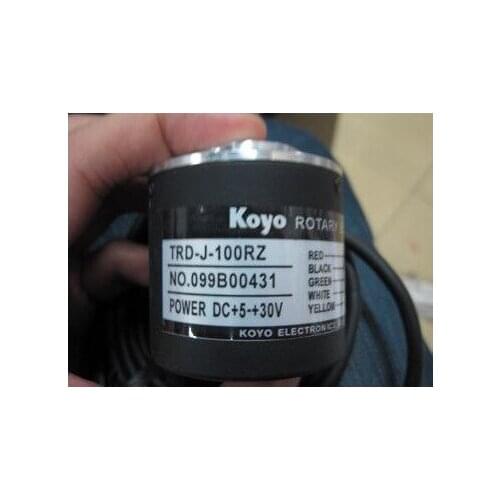 Koyo ROTARY
TRD-J-100RZ
NO.099B00431
POWER DC+5-+30V
RED
BLACK
GREEN
WHITE
YELLOW
KOYO ELECTRONICS